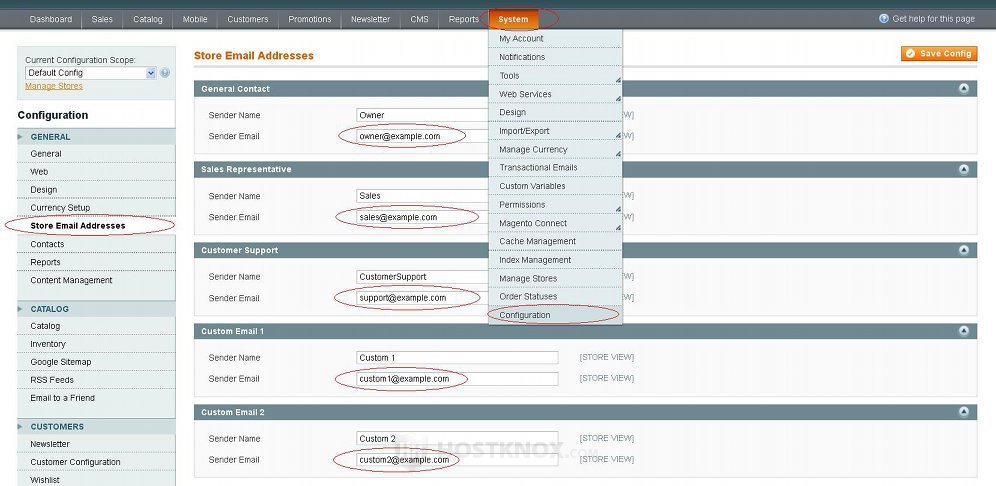 Dashboard Sales Catalog Mobile Customers Promotions Newsletter CMS Reports System Get help for this page
Current Configuration Scope:
Default Config
Manage Stores
Configuration
GENERAL
General
Web
Design
Currency Setup
Store Email Addresses
Contacts
Reports
Content Management
CATALOG
Catalog
Inventory
Google Sitemap
RSS Feeds
Email to a Friend
CUSTOMERS
Newsletter
Customer Configuration
Wishlist
My Account
Notifications
Tools
Web Services
Design
Import/Export
Manage Currency
Transactional Emails
Custom Variables
Permissions
Magento Connect
Cache Management
Index Management
Manage Stores
Order Statuses
Configuration
Store Email Addresses
Save Config
General Contact
Sender Name Owner
Sender Email owner@example.com
Sales Representative
Sender Name Sales
Sender Email sales@example.com
Customer Support
Sender Name CustomerSupport
Sender Email support@example.com
Custom Email 1
Sender Name Custom 1 [STORE VIEW]
Sender Email custom1@example.com [STORE VIEW]
Custom Email 2
Sender Name Custom 2 [STORE VIEW]
Sender Email custom2@example.com [STORE VIEW]
HOSTKNOX.COM